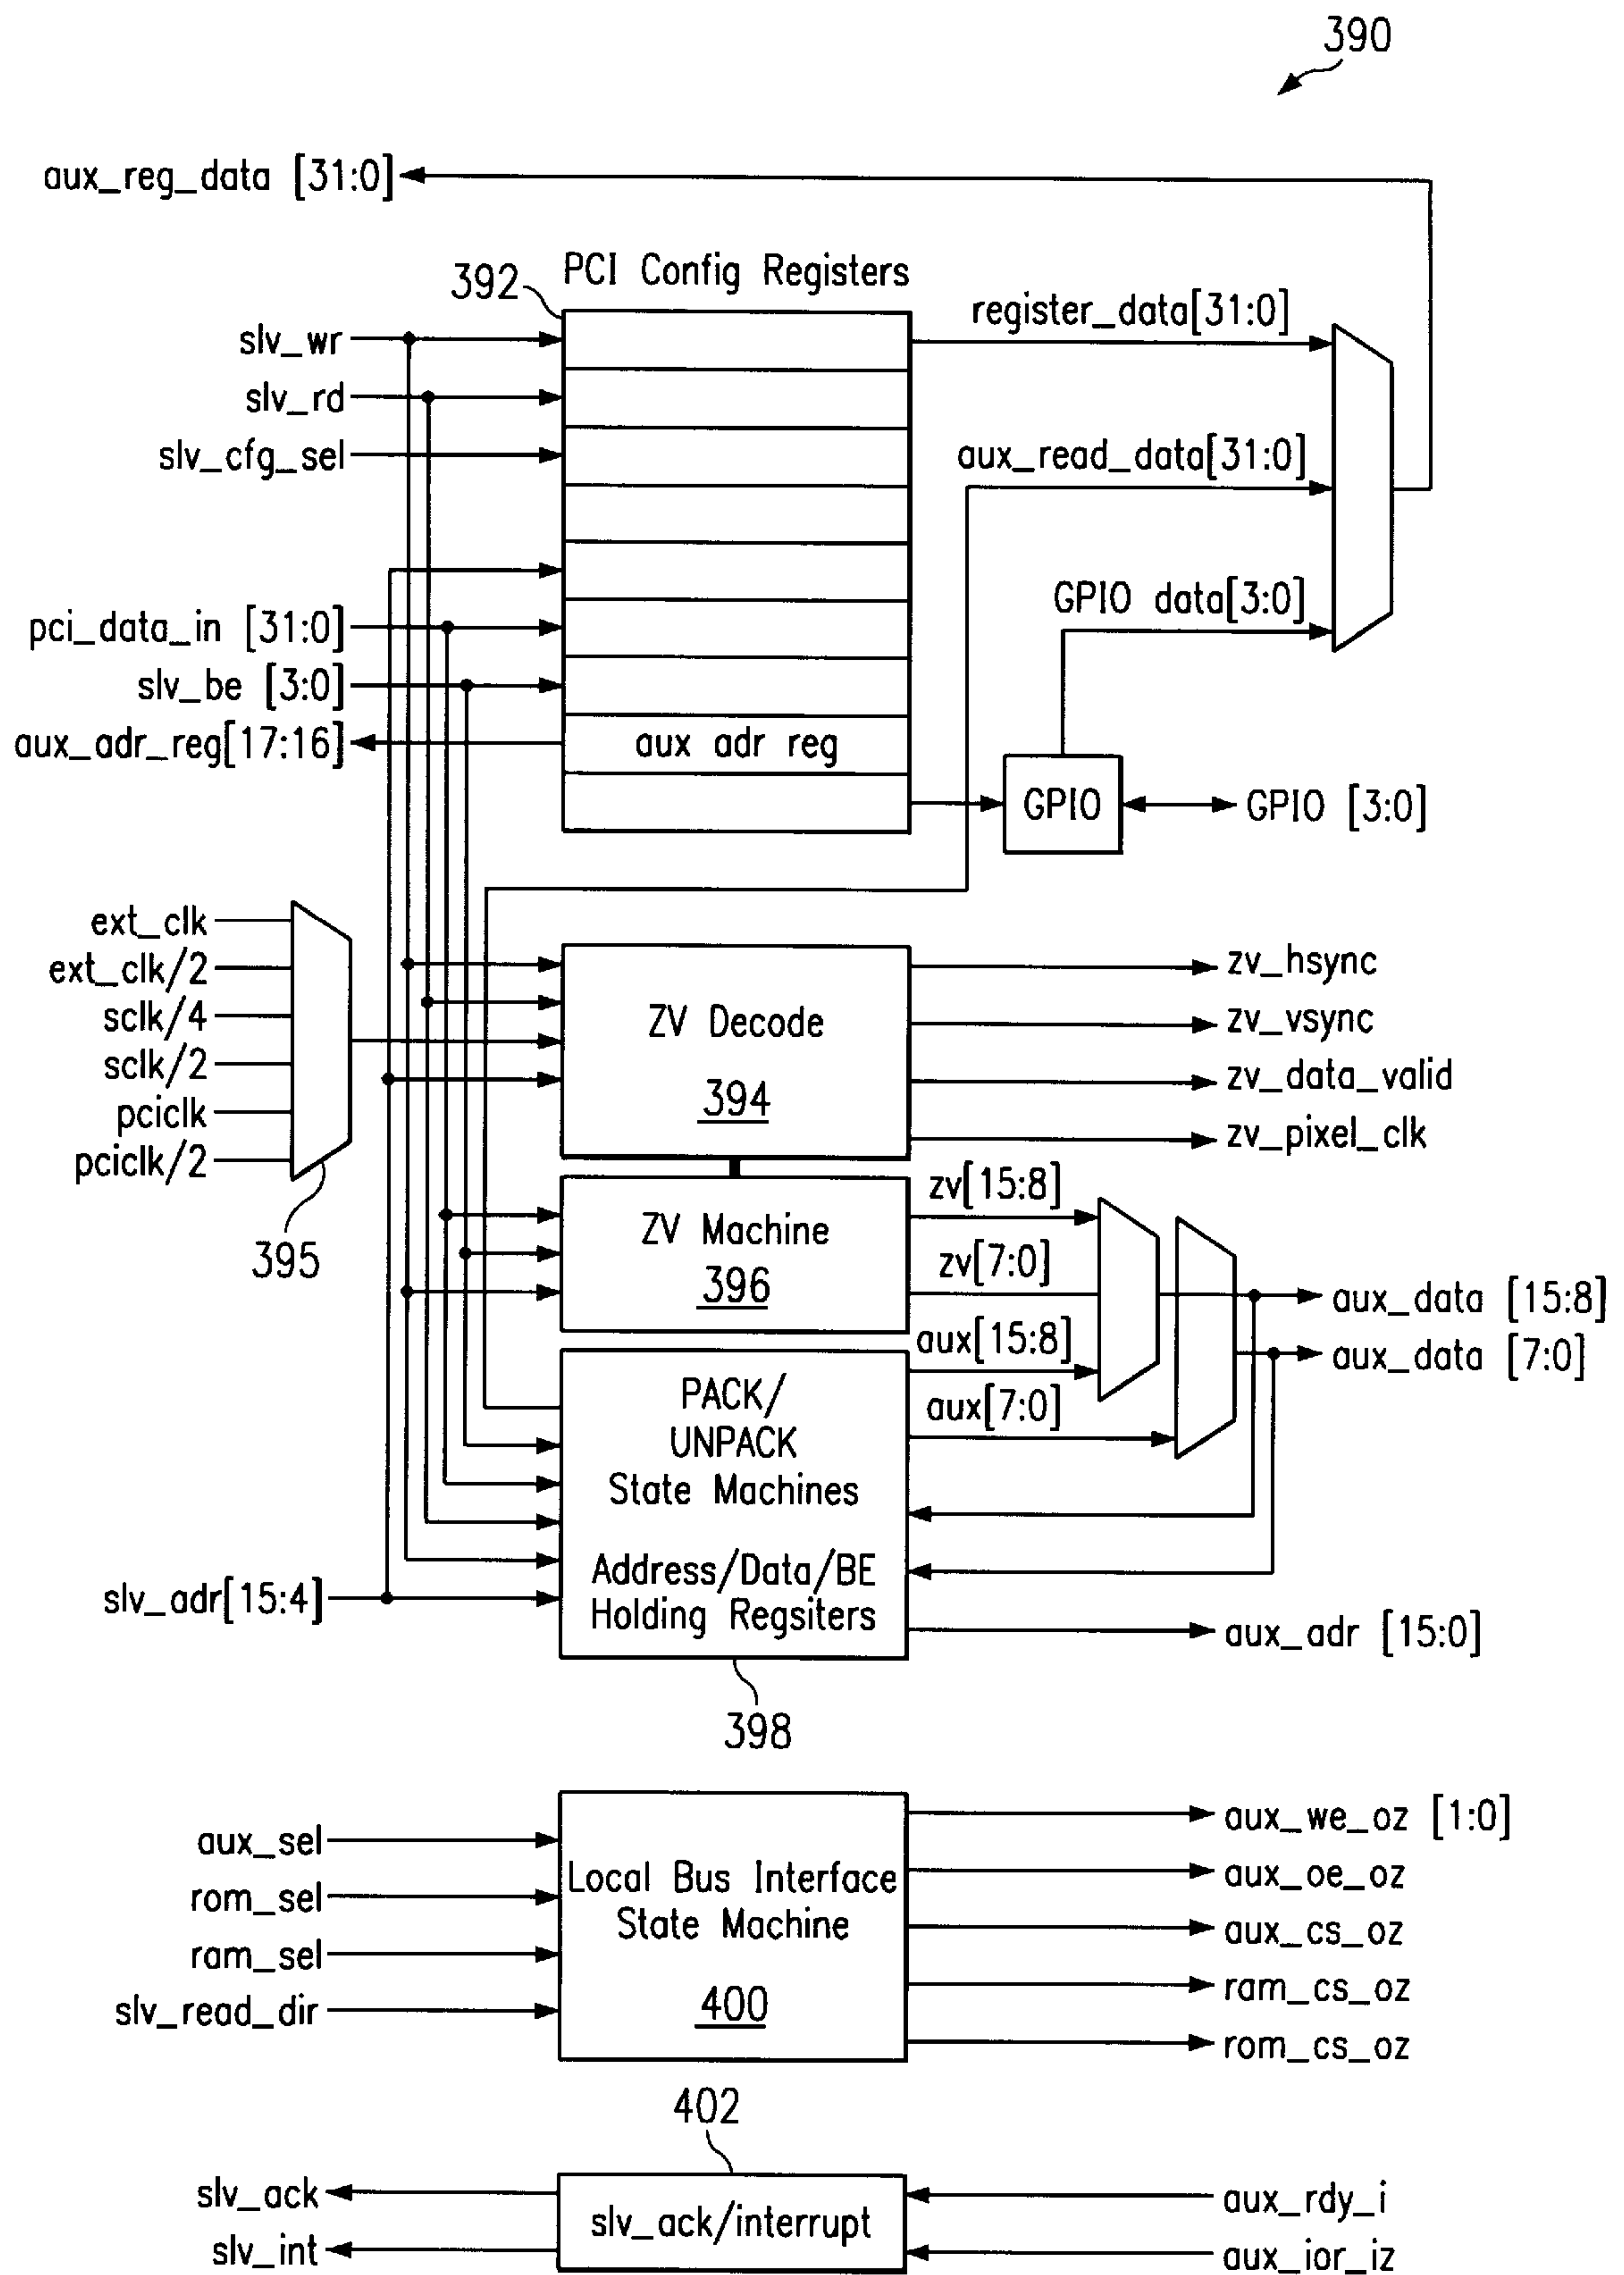 390
aux_reg_data [31:0]
392
PCI Config Registers
register_data[31:0]
slv_wr
slv_rd
slv_cfg_sel
aux_read_data[31:0]
GPIO data[3:0]
pci_data_in [31:0]
slv_be [3:0]
aux_adr_reg[17:16]
aux adr reg
GPIO
GPIO [3:0]
ext_clk
ext_clk/2
sclk/4
sclk/2
pciclk
pciclk/2
395
ZV Decode
394
zv_hsync
zv_vsync
zv_data_valid
zv_pixel_clk
ZV Machine
396
zv[15:8]
zv[7:0]
aux[15:8]
aux[7:0]
aux_data [15:8]
aux_data [7:0]
PACK/
UNPACK
State Machines
Address/Data/BE
Holding Regsiters
slv_adr[15:4]
aux_adr [15:0]
398
aux_sel
rom_sel
ram_sel
slv_read_dir
Local Bus Interface
State Machine
400
aux_we_oz [1:0]
aux_oe_oz
aux_cs_oz
ram_cs_oz
rom_cs_oz
402
slv_ack
slv_int
slv_ack/interrupt
aux_rdy_i
aux_ior_iz